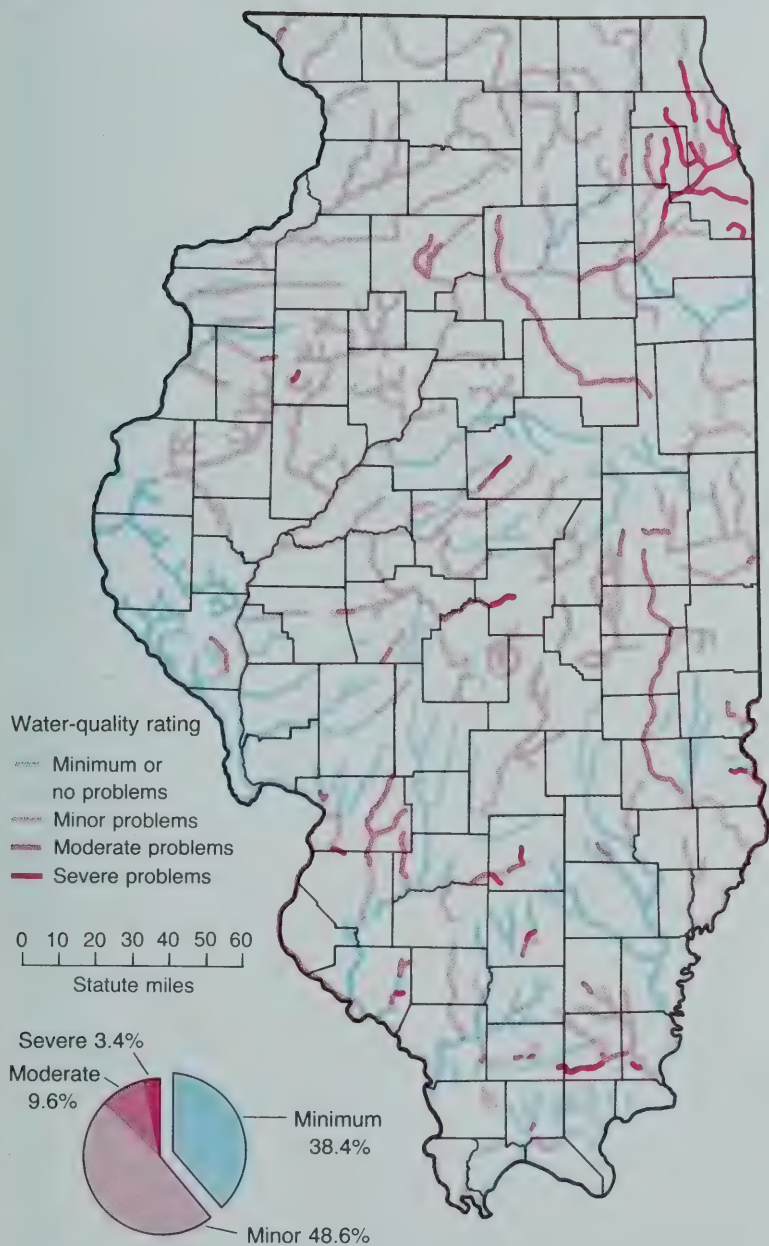 Water-quality rating
Minimum or
no problems
Minor problems
Moderate problems
Severe problems
0 10 20 30 40 50 60
Statute miles
Severe 3.4%
Moderate
9.6%
Minimum
38.4%
Minor 48.6%